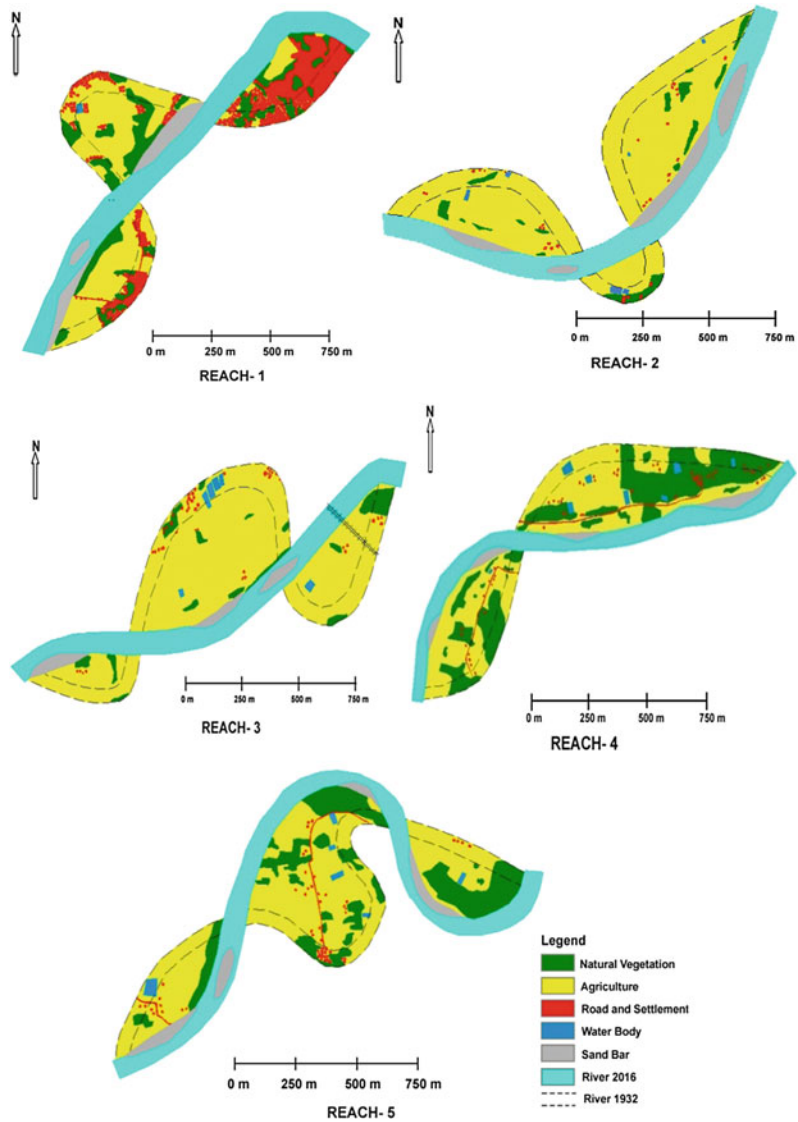 N
N
0 m 250 m 500 m 750 m
REACH- 1
0 m 250 m 500 m 750 m
REACH- 2
N
N
0 m 250 m 500 m 750 m
REACH- 3
0 m 250 m 500 m 750 m
REACH- 4
0 m 250 m 500 m 750 m
REACH- 5
Legend
Natural Vegetation
Agriculture
Road and Settlement
Water Body
Sand Bar
River 2016
River 1932